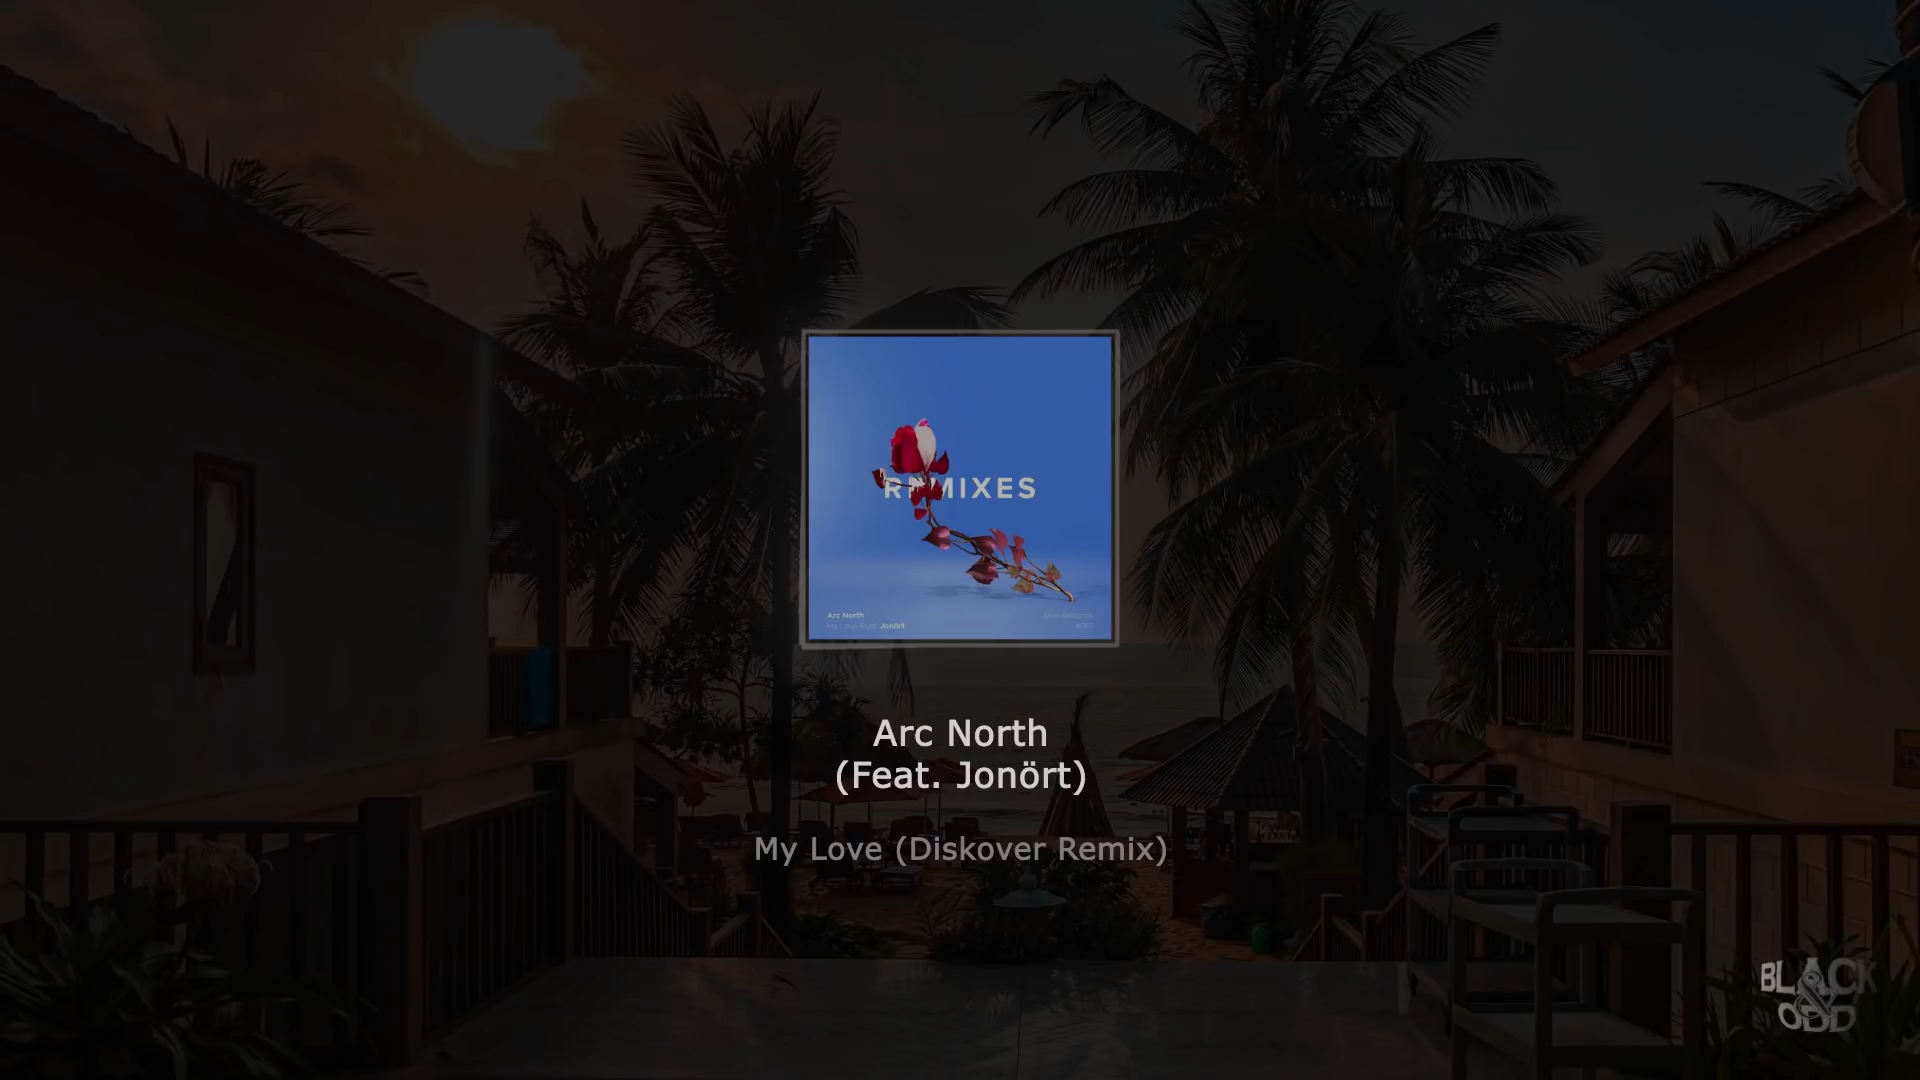 REMIXES
Arc North
My Love Feat. Jonört
Arc North
(Feat. Jonört)
My Love (Diskover Remix)
BLACK
&
ODD